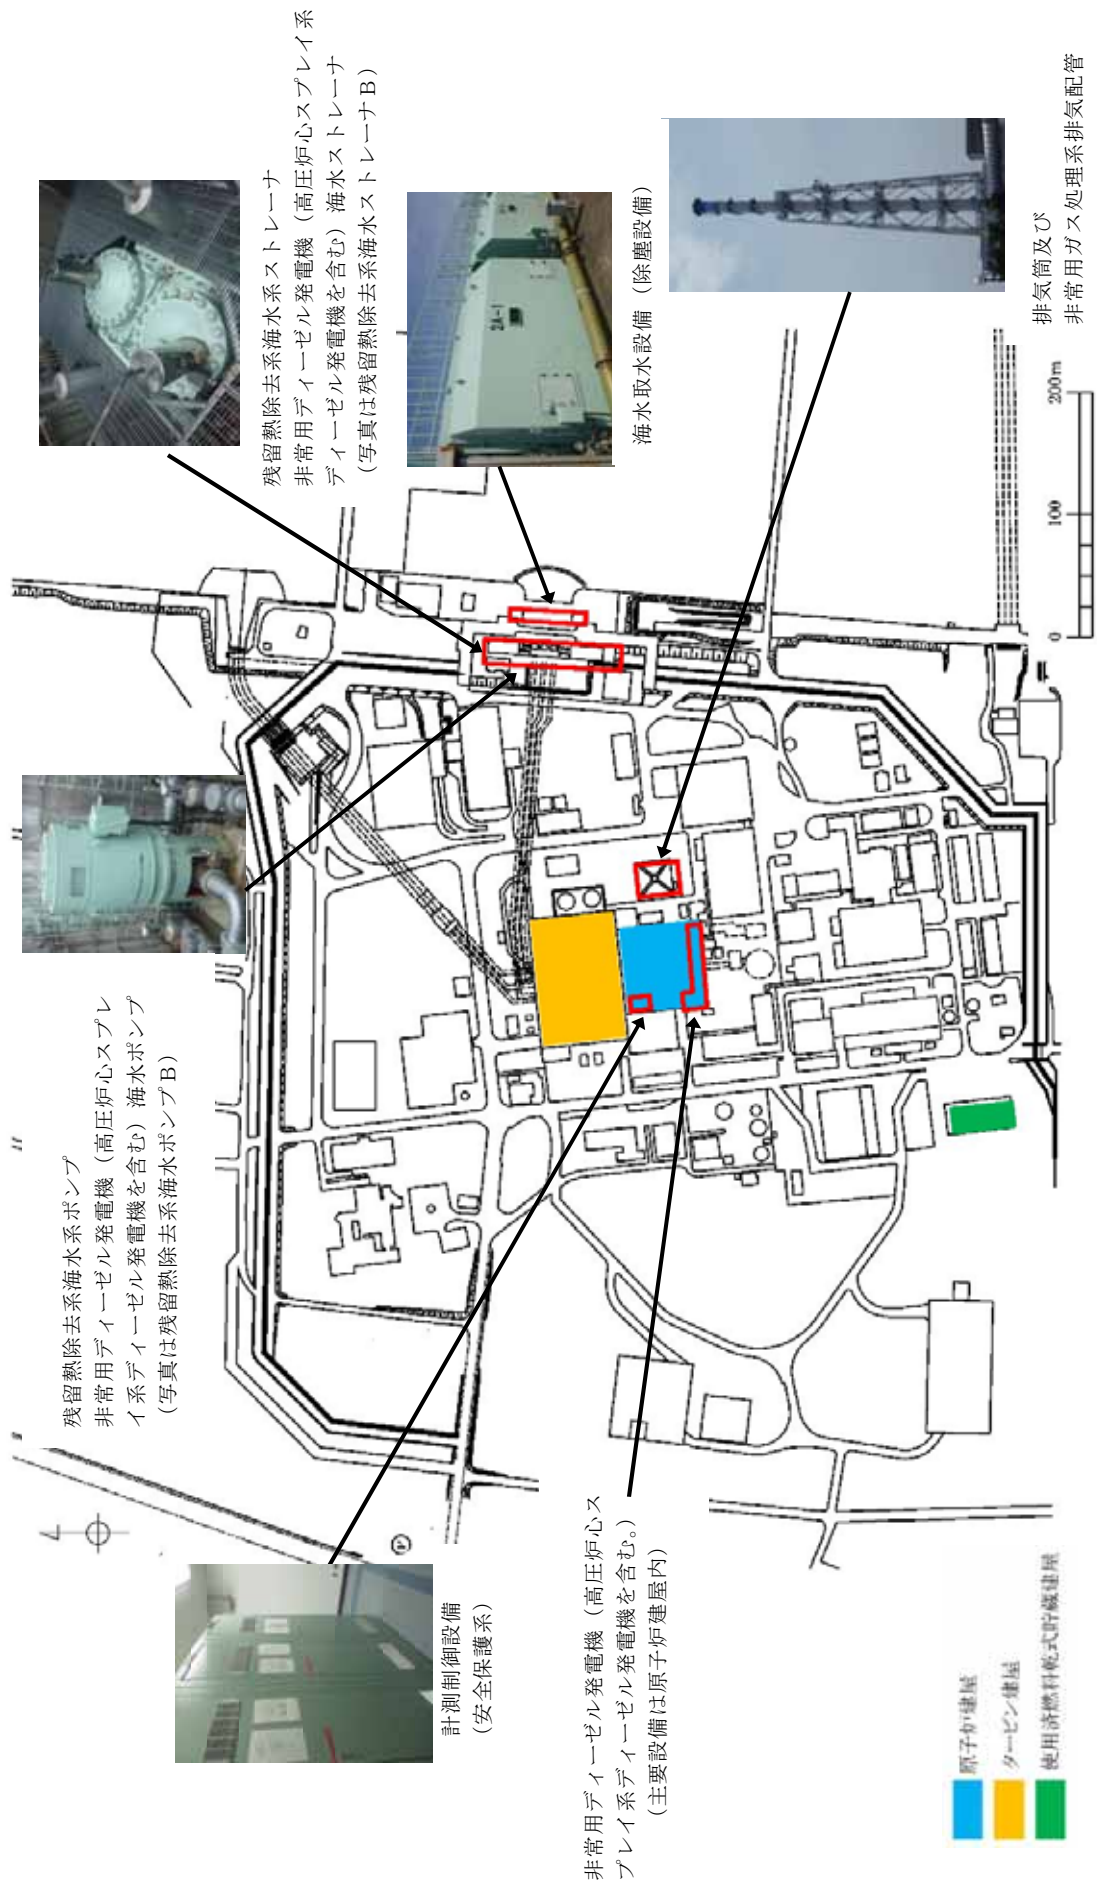 残留熱除去系海水系ポンプ
非常用ディーゼル発電機（高圧炉心スプレ
イ系ディーゼル発電機を含む）海水ポンプ
（写真は残留熱除去系海水ポンプB）
残留熱除去系海水系ストレーナ
非常用ディーゼル発電機（高圧炉心スプレイ系
ディーゼル発電機を含む）海水ストレーナ
（写真は残留熱除去系海水ストレーナB）
2A-1
海水取水設備（除塵設備）
排気筒及び
非常用ガス処理系排気配管
計測制御設備
（安全保護系）
非常用ディーゼル発電機（高圧炉心ス
プレイ系ディーゼル発電機を含む。）
（主要設備は原子炉建屋内）
原子炉建屋
タービン建屋
使用済燃料乾式貯蔵建屋
0 100 200m